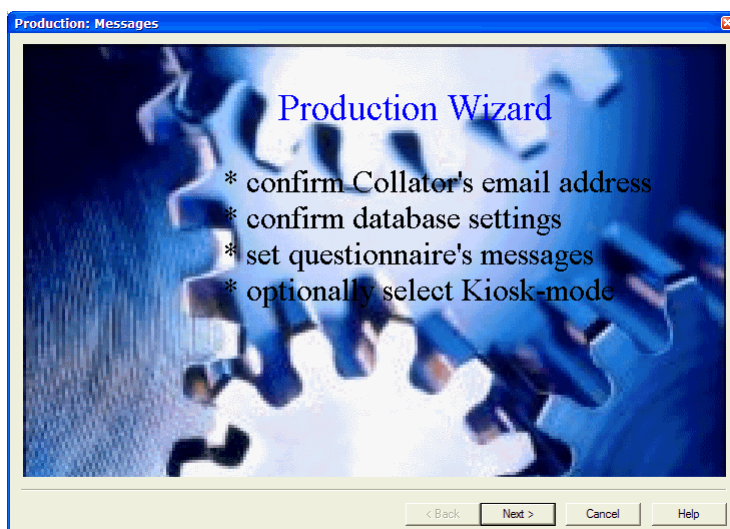 Production: Messages
Production Wizard
* confirm Collator's email address
* confirm database settings
* set questionnaire's messages
* optionally select Kiosk-mode
< Back Next > Cancel Help